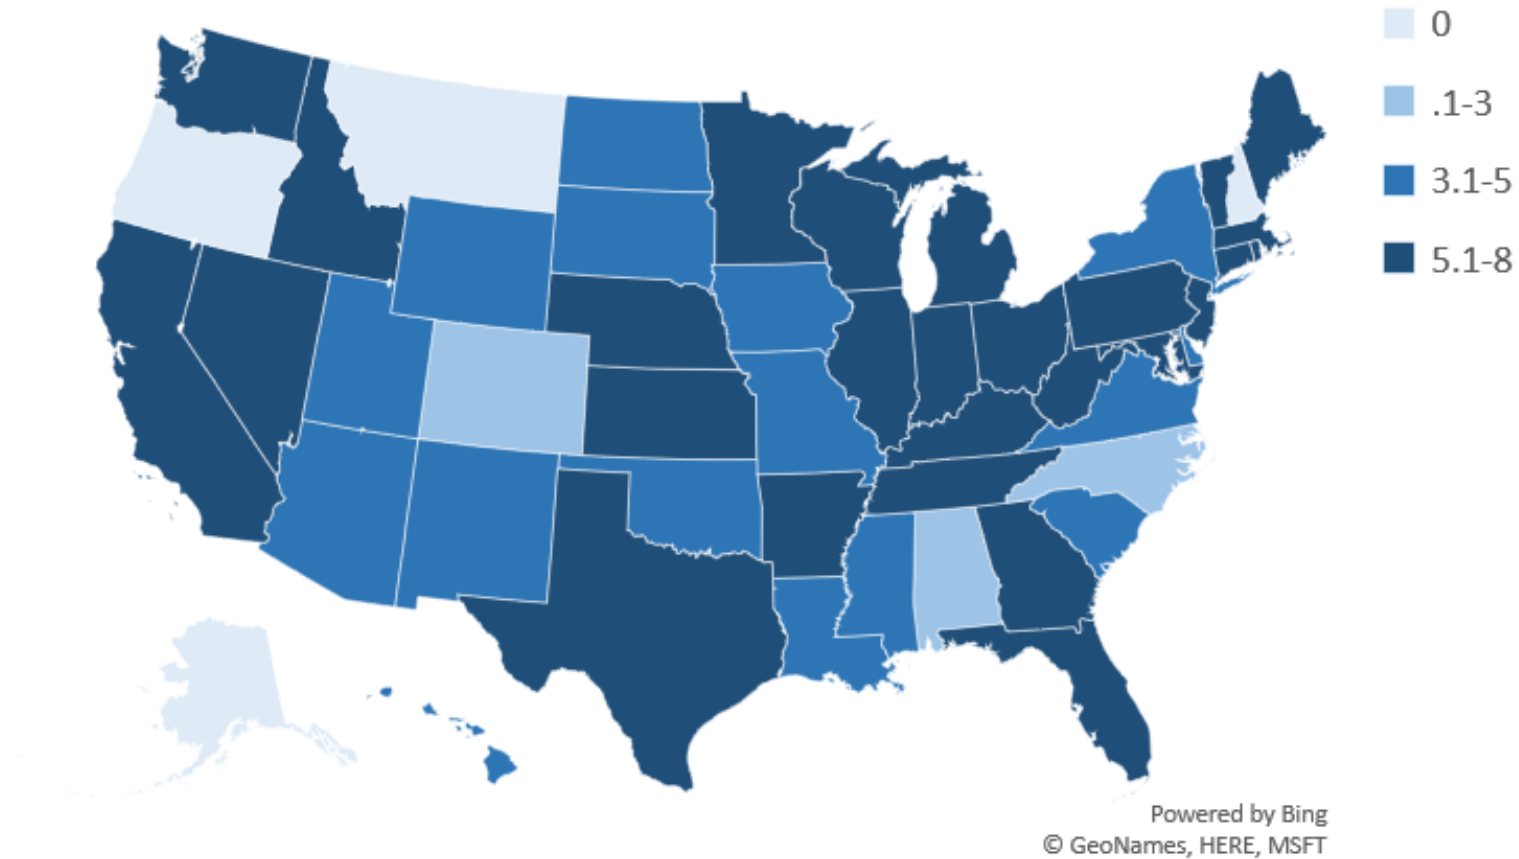 0
.1-3
3.1-5
5.1-8
Powered by Bing
© GeoNames, HERE, MSFT